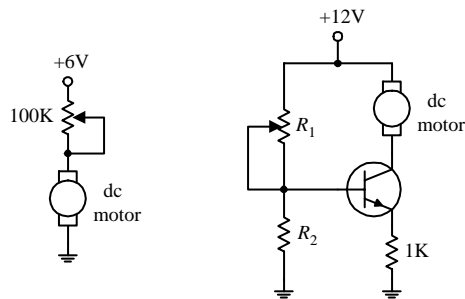 +6V
100K
dc
motor
+12V
R1
dc
motor
R2
1K